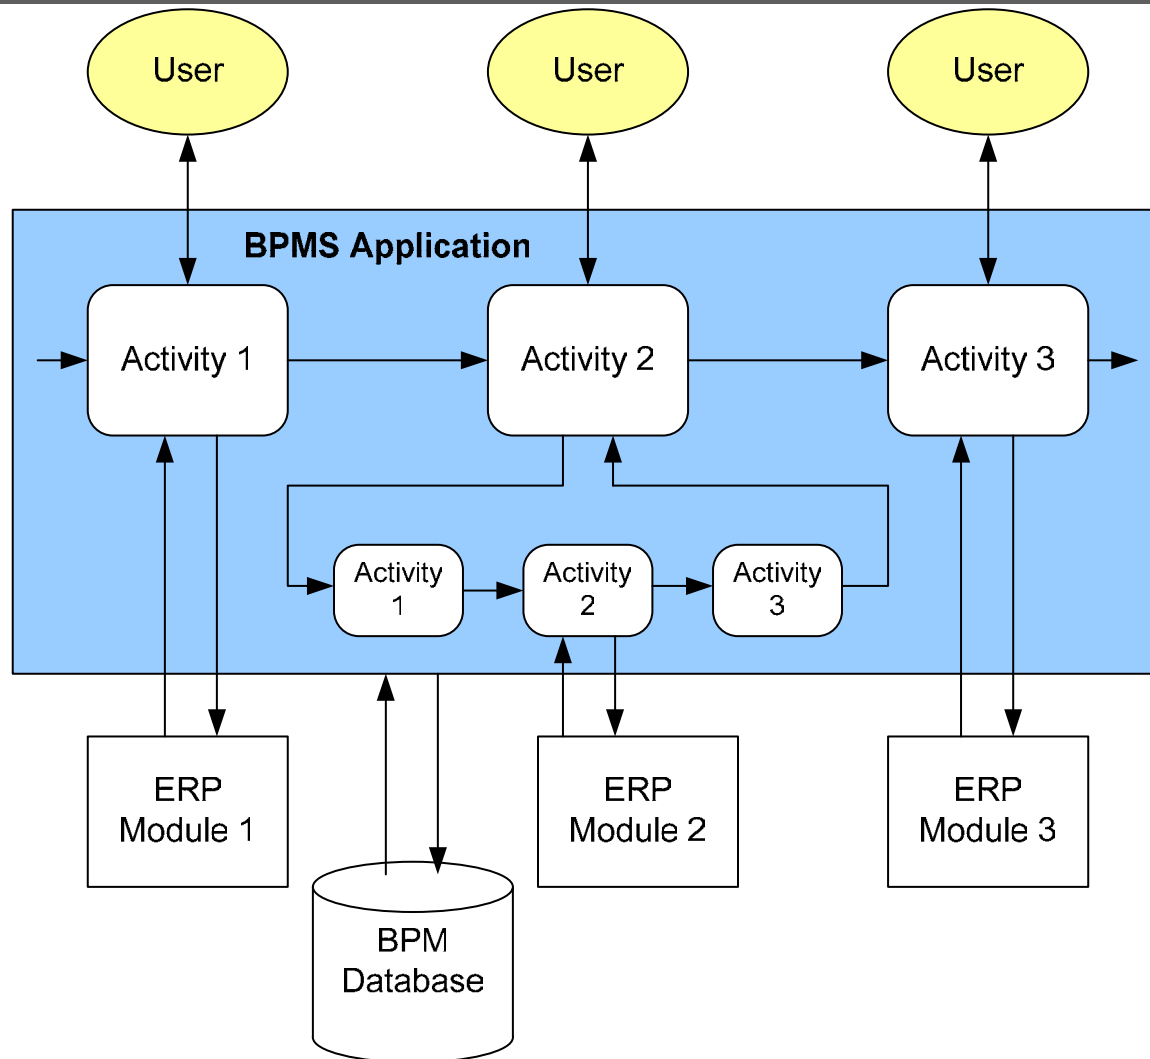 User
User
User
BPMS Application
Activity 1
Activity 2
Activity 3
Activity
1
Activity
2
Activity
3
ERP
Module 1
ERP
Module 2
ERP
Module 3
BPM
Database